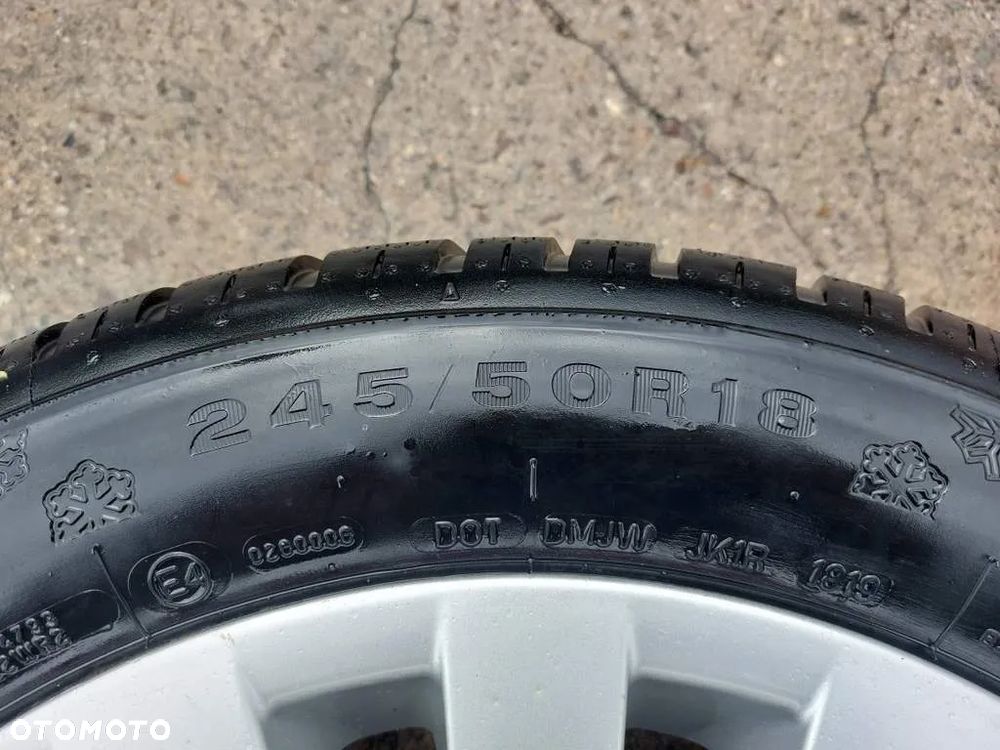 245/50R18
E4
0260006
DOT DMJW JK1R 1919
OTOMOTO